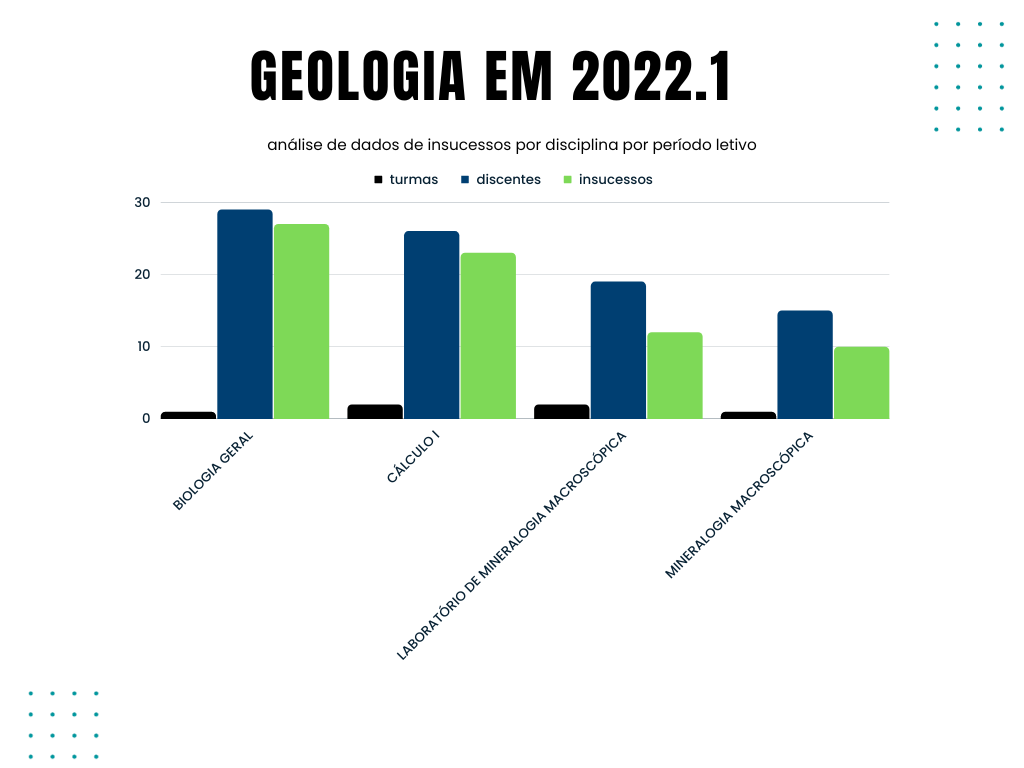 GEOLOGIA EM 2022.1
análise de dados de insucessos por disciplina por período letivo
turmas discentes insucessos
30
20
10
0
BIOLOGIA GERAL
CÁLCULO I
LABORATÓRIO DE MINERALOGIA MACROSCÓPICA
MINERALOGIA MACROSCÓPICA